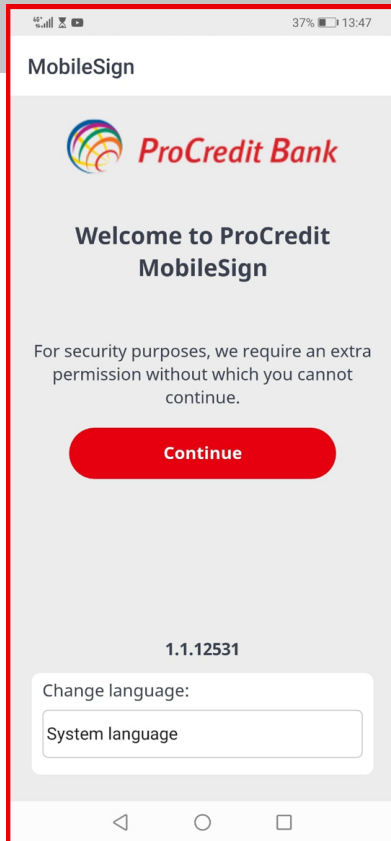 37% 13:47
MobileSign
ProCredit Bank
Welcome to ProCredit
MobileSign
For security purposes, we require an extra
permission without which you cannot
continue.
Continue
1.1.12531
Change language:
System language